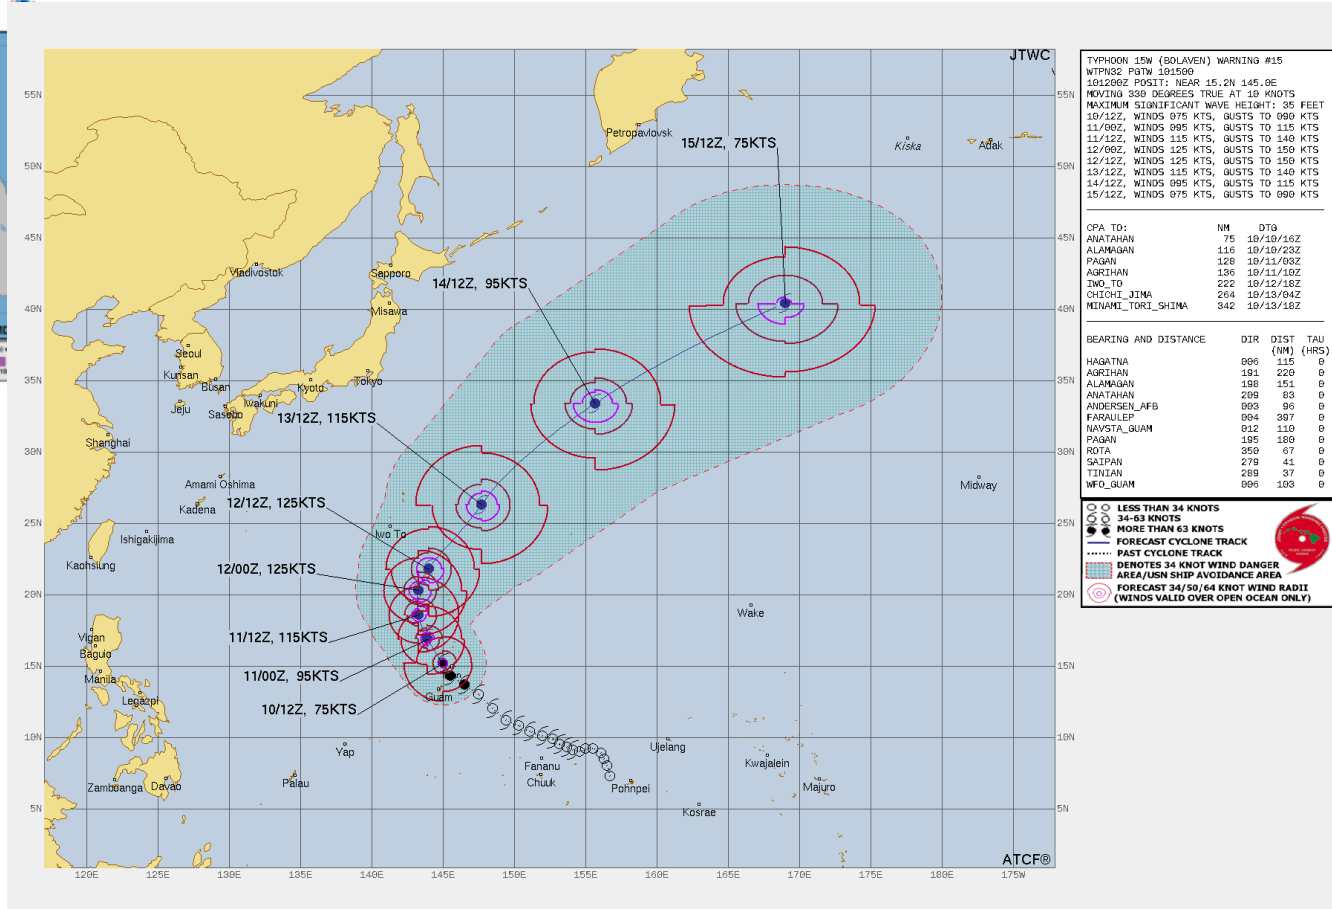 JTWC
55N
50N
45N
40N
35N
30N
25N
20N
15N
10N
5N
55N
50N
45N
40N
35N
30N
25N
20N
15N
10N
5N
120E
125E
130E
135E
140E
145E
150E
155E
160E
165E
170E
175E
180E
175W
Petropavlovsk
Kiska
Adak
15/12Z, 75KTS
Vladivostok
Sapporo
14/12Z, 95KTS
Misawa
Seoul
Kunsan
Busan
Kyoto
Tokyo
Jeju
Sasebo
Iwakuni
13/12Z, 115KTS
Shanghai
Amami Oshima
Kadena
12/12Z, 125KTS
Midway
Ishigakijima
Iwo To
Kaohsiung
12/00Z, 125KTS
Wake
Vigan
Baguio
11/12Z, 115KTS
Manila
11/00Z, 95KTS
Legazpi
Guam
10/12Z, 75KTS
Yap
Ujelang
Fananu
Kwajalein
Zamboanga
Davao
Palau
Chuuk
Pohnpei
Majuro
Kosrae
ATCF®
TYPHOON 15W (BOLAVEN) WARNING #15
WTPN32 PGTW 101500
101200Z POSIT: NEAR 15.2N 145.0E
MOVING 330 DEGREES TRUE AT 10 KNOTS
MAXIMUM SIGNIFICANT WAVE HEIGHT: 35 FEET
10/12Z, WINDS 075 KTS, GUSTS TO 090 KTS
11/00Z, WINDS 095 KTS, GUSTS TO 115 KTS
11/12Z, WINDS 115 KTS, GUSTS TO 140 KTS
12/00Z, WINDS 125 KTS, GUSTS TO 150 KTS
12/12Z, WINDS 125 KTS, GUSTS TO 150 KTS
13/12Z, WINDS 115 KTS, GUSTS TO 140 KTS
14/12Z, WINDS 095 KTS, GUSTS TO 115 KTS
15/12Z, WINDS 075 KTS, GUSTS TO 090 KTS
CPA TO: NM DTG
ANATAHAN 75 10/10/16Z
ALAMAGAN 116 10/10/23Z
PAGAN 128 10/11/03Z
AGRIHAN 136 10/11/10Z
IWO_TO 222 10/12/18Z
CHICHI_JIMA 264 10/13/04Z
MINAMI_TORI_SHIMA 342 10/13/18Z
BEARING AND DISTANCE DIR DIST TAU
(NM) (HRS)
HAGATNA 006 115 0
AGRIHAN 191 220 0
ALAMAGAN 198 151 0
ANATAHAN 209 83 0
ANDERSEN_AFB 003 96 0
FARAULEP 004 397 0
NAVSTA_GUAM 012 110 0
PAGAN 195 180 0
ROTA 350 67 0
SAIPAN 279 41 0
TINIAN 289 37 0
WFO_GUAM 006 103 0
LESS THAN 34 KNOTS
34-63 KNOTS
MORE THAN 63 KNOTS
FORECAST CYCLONE TRACK
PAST CYCLONE TRACK
DENOTES 34 KNOT WIND DANGER
AREA/USN SHIP AVOIDANCE AREA
FORECAST 34/50/64 KNOT WIND RADII
(WINDS VALID OVER OPEN OCEAN ONLY)